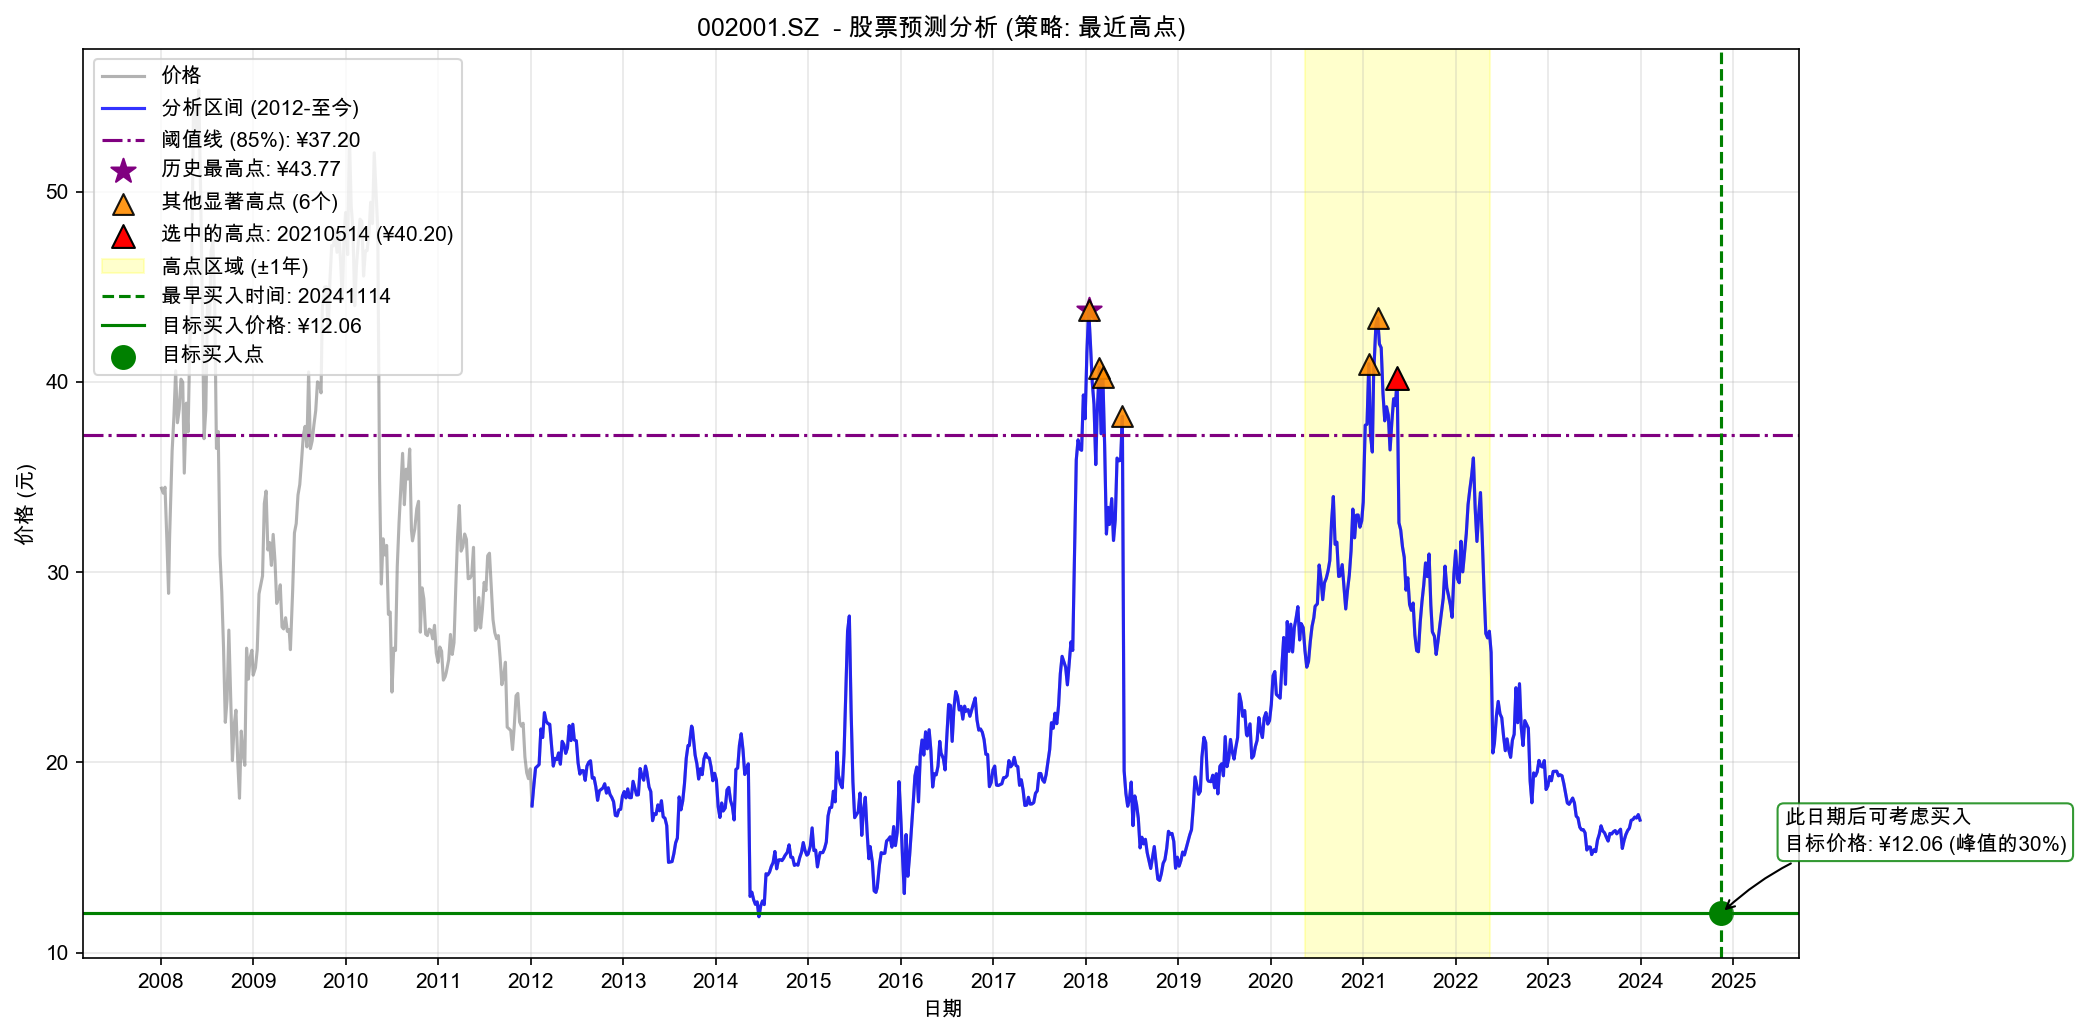 002001.SZ  - 股票预测分析 (策略: 最近高点)
价格
分析区间 (2012-至今)
阈值线 (85%): ¥37.20
历史最高点: ¥43.77
其他显著高点 (6个)
选中的高点: 20210514 (¥40.20)
高点区域 (±1年)
最早买入时间: 20241114
目标买入价格: ¥12.06
目标买入点
价格 (元)
50
40
30
20
10
此日期后可考虑买入
目标价格: ¥12.06 (峰值的30%)
2008 2009 2010 2011 2012 2013 2014 2015 2016 2017 2018 2019 2020 2021 2022 2023 2024 2025
日期